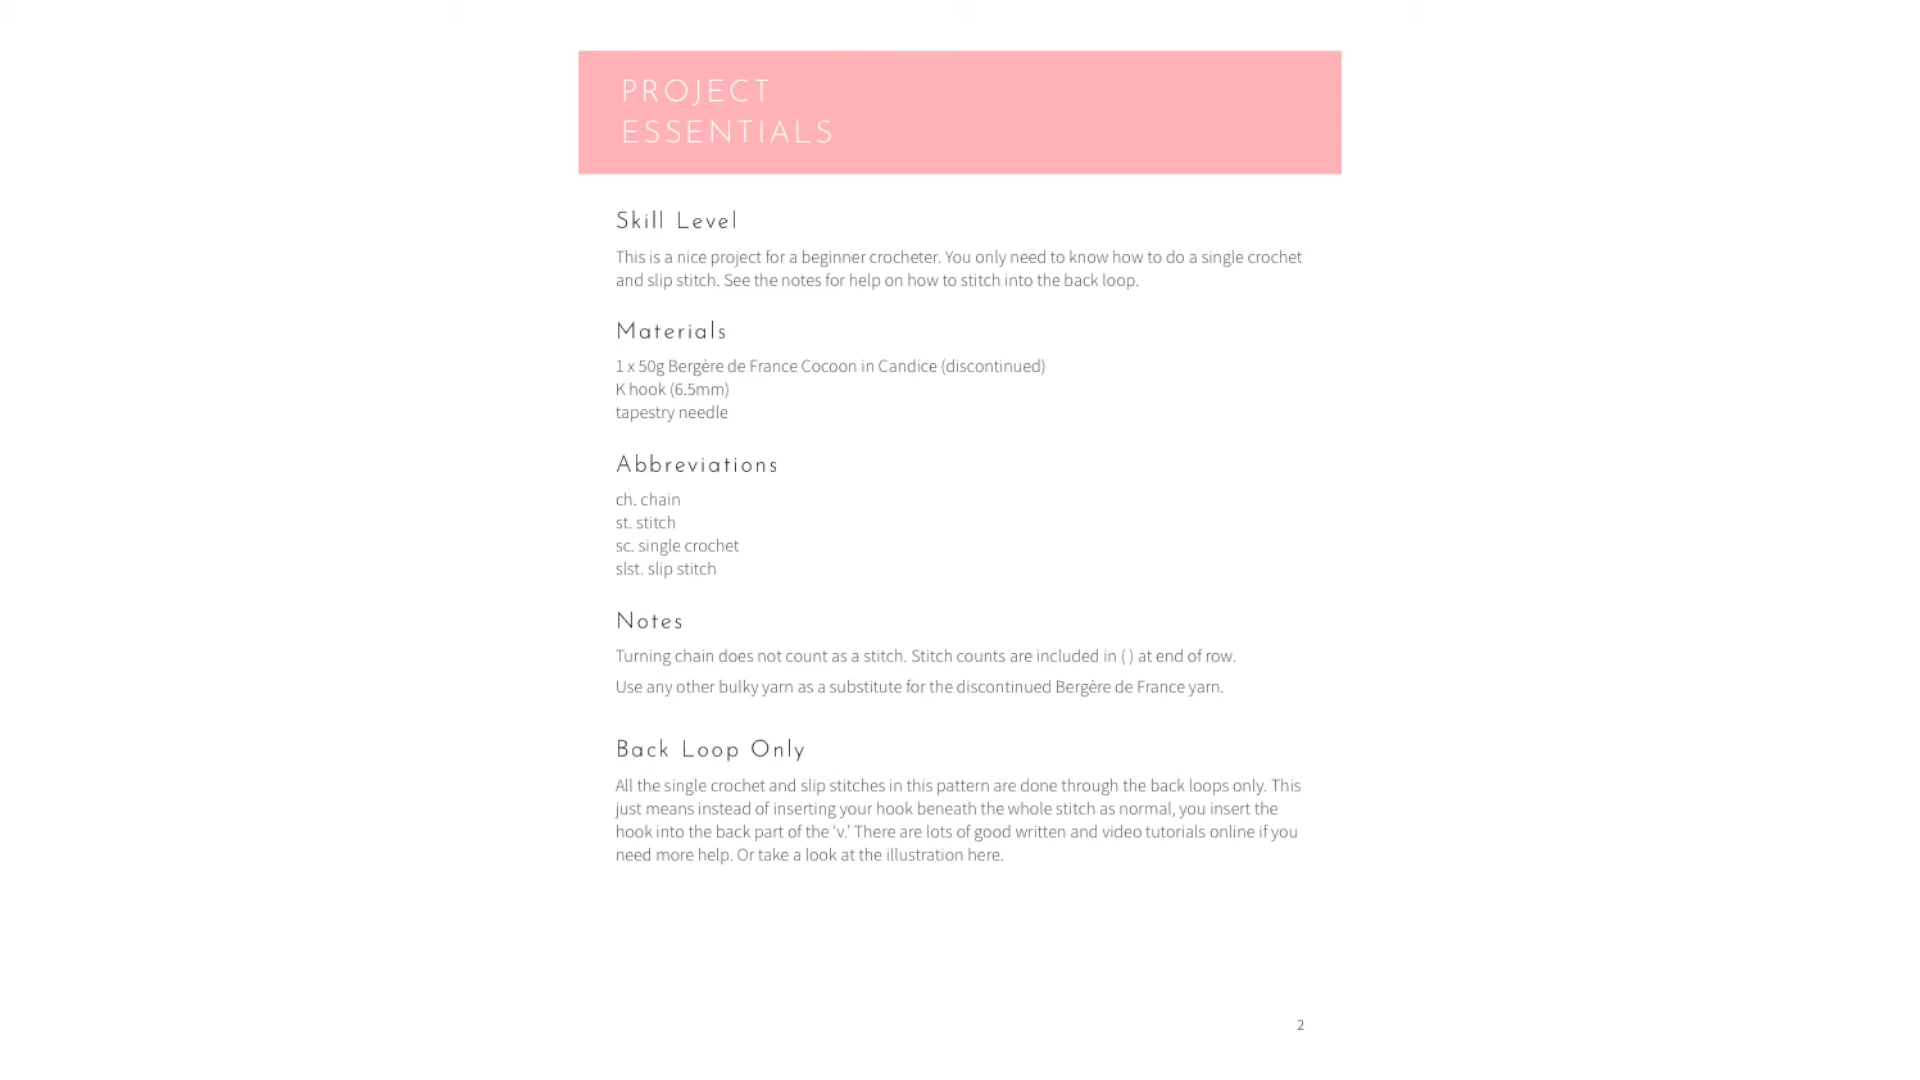 PROJECT
ESSENTIALS
Skill Level
This is a nice project for a beginner crocheter. You only need to know how to do a single crochet
and slip stitch. See the notes for help on how to stitch into the back loop.
Materials
1 x 50g Bergère de France Cocoon in Candice (discontinued)
K hook (6.5mm)
tapestry needle
Abbreviations
ch. chain
st. stitch
sc. single crochet
slst. slip stitch
Notes
Turning chain does not count as a stitch. Stitch counts are included in ( ) at end of row.
Use any other bulky yarn as a substitute for the discontinued Bergère de France yarn.
Back Loop Only
All the single crochet and slip stitches in this pattern are done through the back loops only. This
just means instead of inserting your hook beneath the whole stitch as normal, you insert the
hook into the back part of the ‘v.’ There are lots of good written and video tutorials online if you
need more help. Or take a look at the illustration here.
2